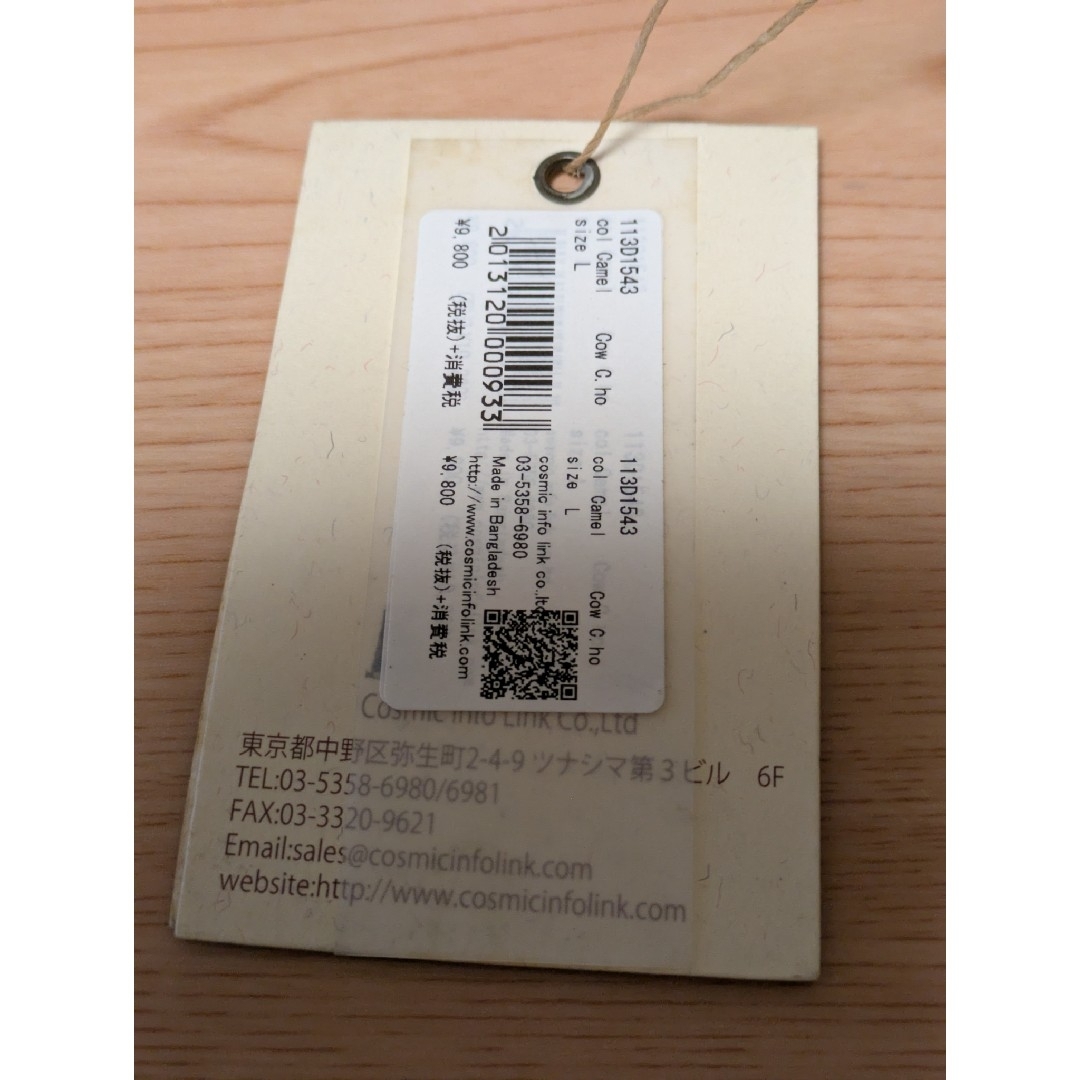 113D1543
col Camel Cow C.ho
size L
2013120000933
¥9,800 (税抜)+消費税
113D1543
col Camel Cow C.ho
size L
cosmic info link co.,ltd
03-5358-6980
Made in Bangladesh
http://www.cosmicinfolink.com
¥9,800 (税抜)+消費税
Cosmic Info Link Co.,Ltd
東京都中野区弥生町2-4-9 ツナシマ第3ビル 6F
TEL:03-5358-6980/6981
FAX:03-3320-9621
Email:sales@cosmicinfolink.com
website:http://www.cosmicinfolink.com